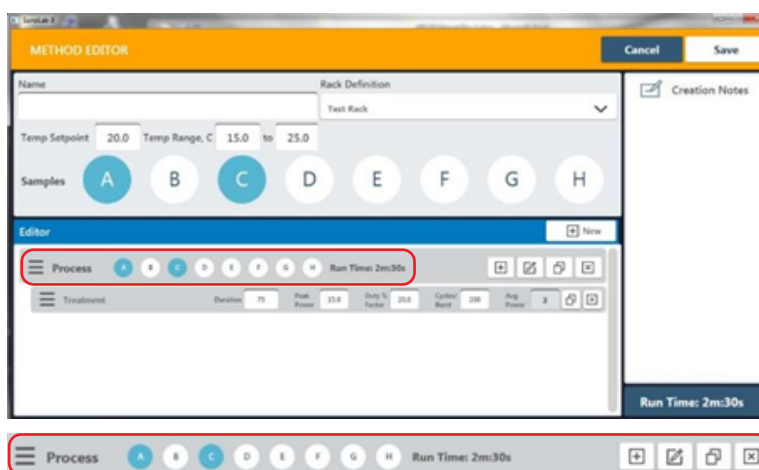 SonoLab 8
METHOD EDITOR
Cancel Save
Name Rack Definition Creation Notes
Test Rack
Temp Setpoint 20.0 Temp Range, C 15.0 to 25.0
Samples A B C D E F G H
Editor New
Process A B C D E F G H Run Time: 2m:30s
Treatment Duration 75 Peak Power 15.0 Duty % Factor 20.0 Cycles/Burst 200 Avg Power 3
Run Time: 2m:30s
Process A B C D E F G H Run Time: 2m:30s